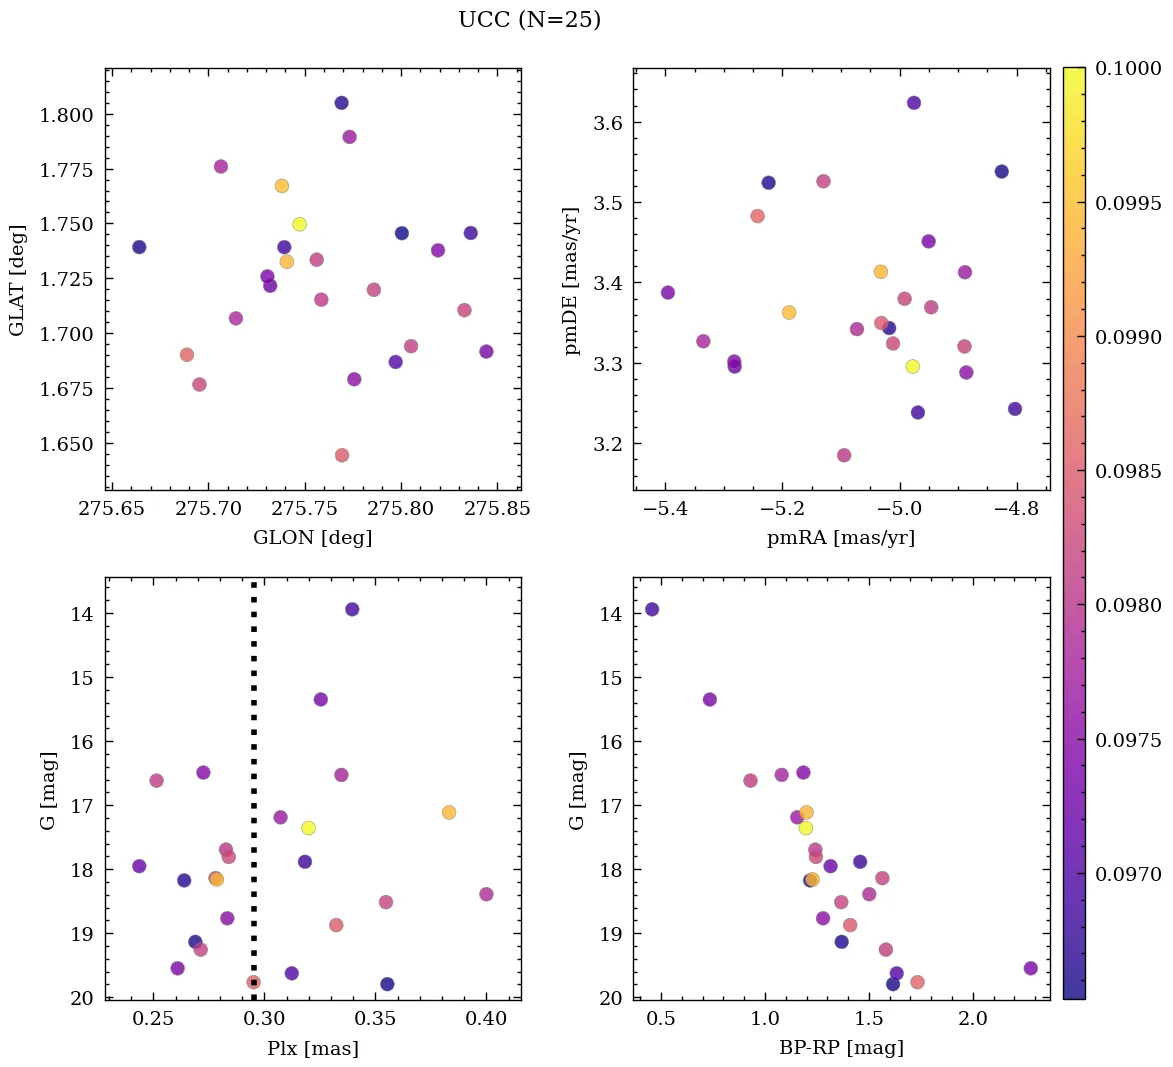 UCC (N=25)
1.800
1.775
1.750
1.725
1.700
1.675
1.650
GLAT [deg]
275.65 275.70 275.75 275.80 275.85
GLON [deg]
3.6
3.5
3.4
3.3
3.2
pmDE [mas/yr]
−5.4 −5.2 −5.0 −4.8
pmRA [mas/yr]
0.1000
0.0995
0.0990
0.0985
0.0980
0.0975
0.0970
14
15
16
17
18
19
20
G [mag]
0.25 0.30 0.35 0.40
Plx [mas]
14
15
16
17
18
19
20
G [mag]
0.5 1.0 1.5 2.0
BP-RP [mag]